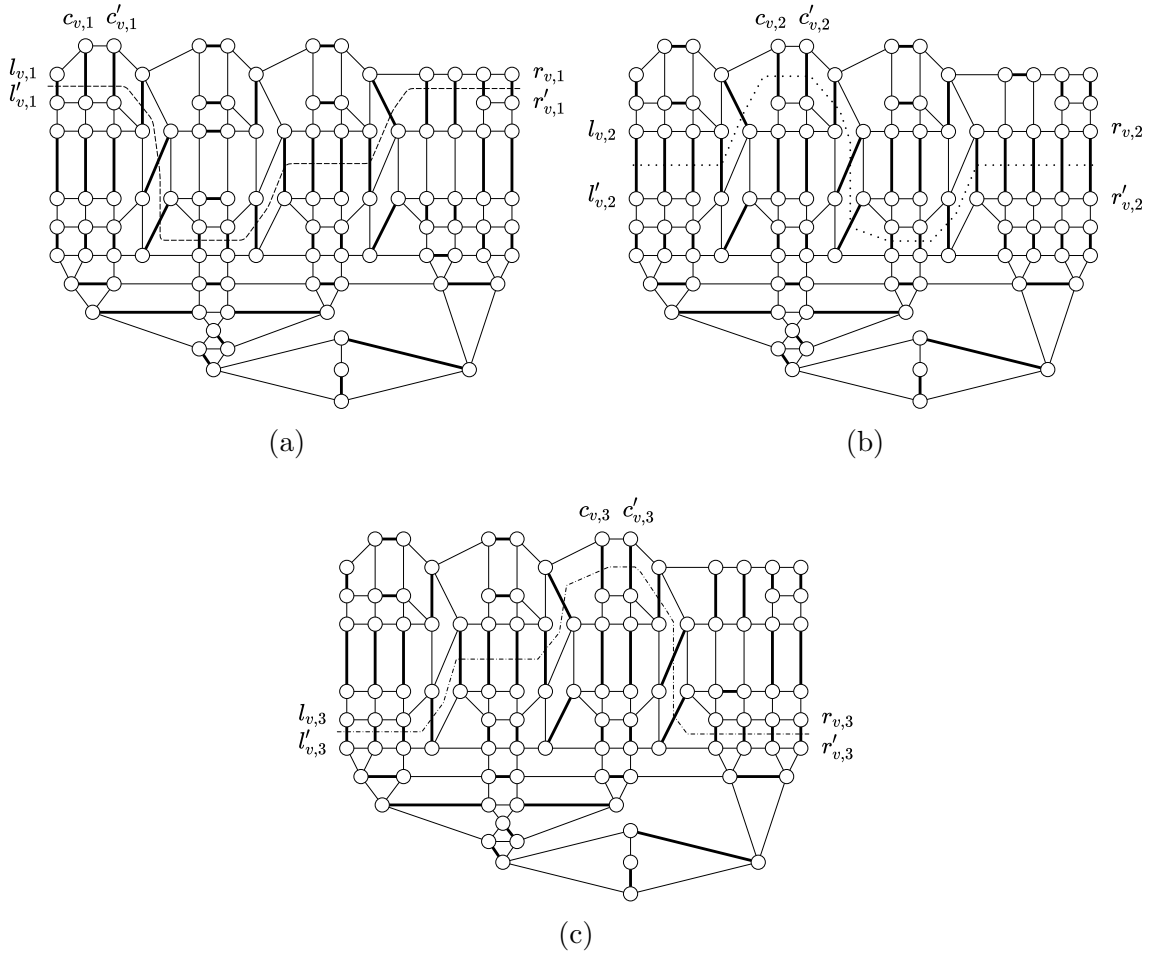 c_{v,1} c'_{v,1}
l_{v,1}
l'_{v,1}
r_{v,1}
r'_{v,1}
(a)
c_{v,2} c'_{v,2}
l_{v,2}
l'_{v,2}
r_{v,2}
r'_{v,2}
(b)
c_{v,3} c'_{v,3}
l_{v,3}
l'_{v,3}
r_{v,3}
r'_{v,3}
(c)